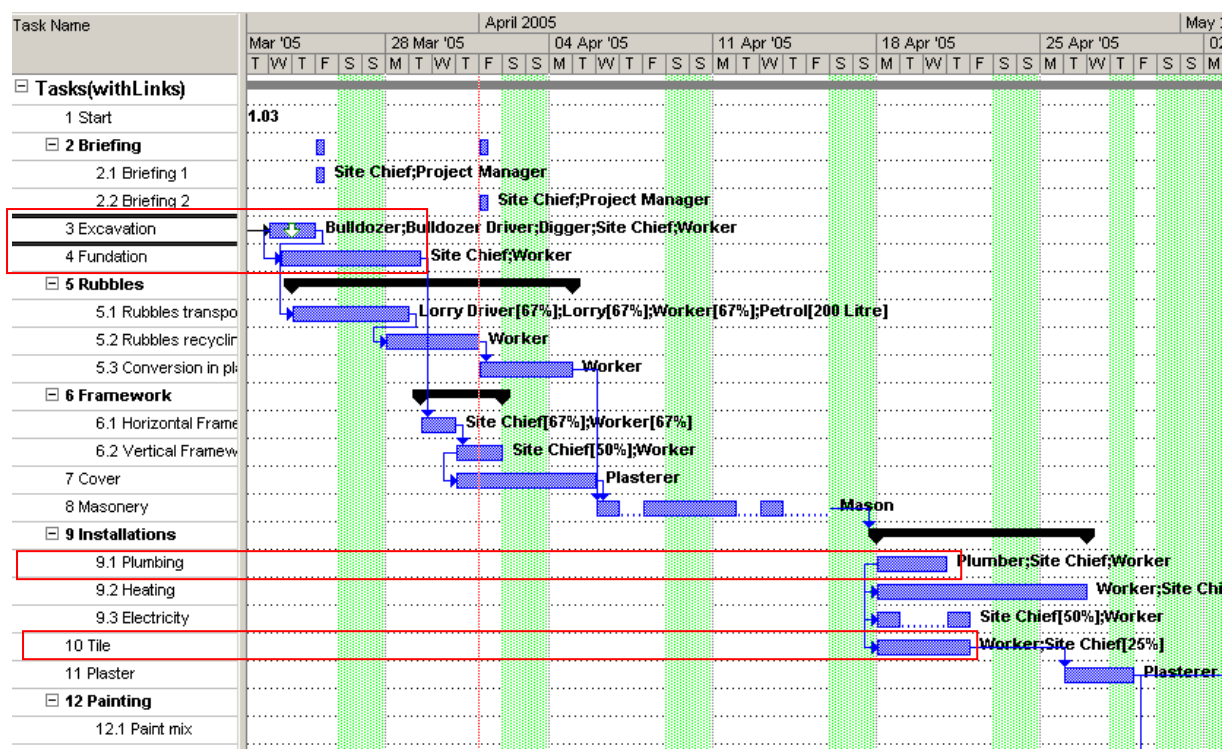 Task Name
April 2005
May
Mar '05 28 Mar '05 04 Apr '05 11 Apr '05 18 Apr '05 25 Apr '05
T W T F S S M T W T F S S M T W T F S S M T W T F S S M T W T F S S M T W T F S S M
Tasks(withLinks)
1 Start 1.03
2 Briefing
2.1 Briefing 1 Site Chief;Project Manager
2.2 Briefing 2 Site Chief;Project Manager
3 Excavation Bulldozer;Bulldozer Driver;Digger;Site Chief;Worker
4 Fundation Site Chief;Worker
5 Rubbles
5.1 Rubbles transpo Lorry Driver[67%];Lorry[67%];Worker[67%];Petrol[200 Litre]
5.2 Rubbles recyclin Worker
5.3 Conversion in pl Worker
6 Framework
6.1 Horizontal Frame Site Chief[67%];Worker[67%]
6.2 Vertical Framew Site Chief[50%];Worker
7 Cover Plasterer
8 Masonery Mason
9 Installations
9.1 Plumbing Plumber;Site Chief;Worker
9.2 Heating Worker;Site Chi
9.3 Electricity Site Chief[50%];Worker
10 Tile Worker;Site Chief[25%]
11 Plaster Plasterer
12 Painting
12.1 Paint mix